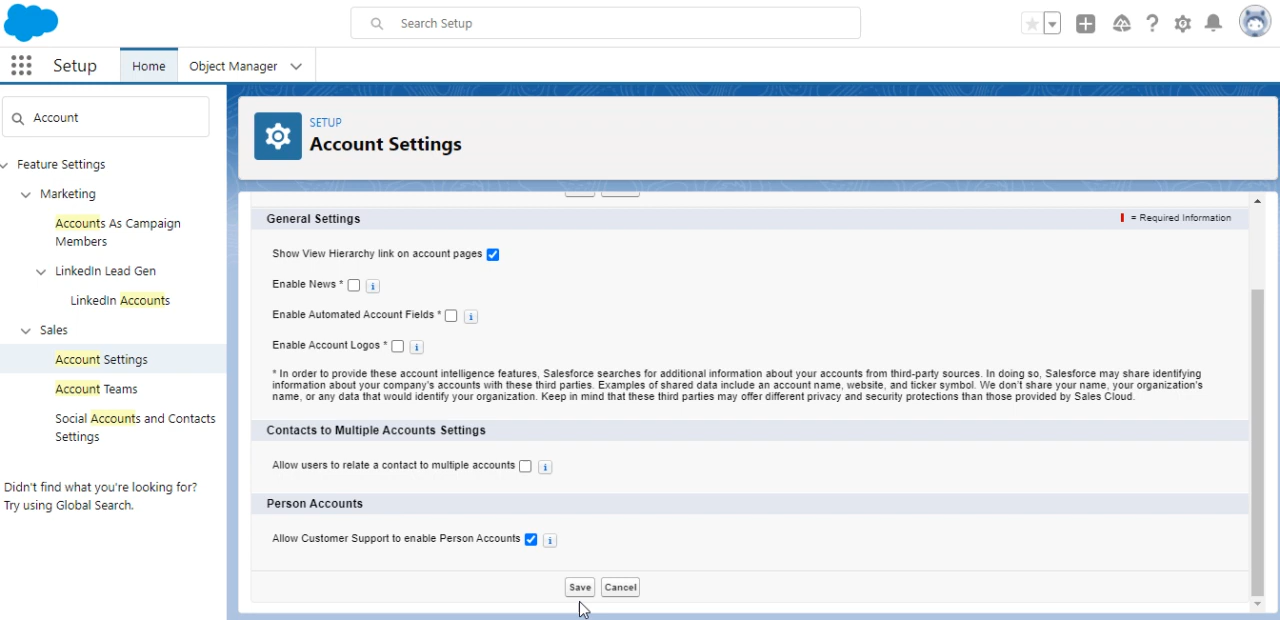 Search Setup
Setup
Home
Object Manager
Account
Feature Settings
Marketing
Accounts As Campaign
Members
LinkedIn Lead Gen
LinkedIn Accounts
Sales
Account Settings
Account Teams
Social Accounts and Contacts
Settings
Didn't find what you're looking for?
Try using Global Search.
SETUP
Account Settings
General Settings
= Required Information
Show View Hierarchy link on account pages
Enable News *
Enable Automated Account Fields *
Enable Account Logos *
* In order to provide these account intelligence features, Salesforce searches for additional information about your accounts from third-party sources. In doing so, Salesforce may share identifying
information about your company's accounts with these third parties. Examples of shared data include an account name, website, and ticker symbol. We don't share your name, your organization's
name, or any data that would identify your organization. Keep in mind that these third parties may offer different privacy and security protections than those provided by Sales Cloud.
Contacts to Multiple Accounts Settings
Allow users to relate a contact to multiple accounts
Person Accounts
Allow Customer Support to enable Person Accounts
Save
Cancel